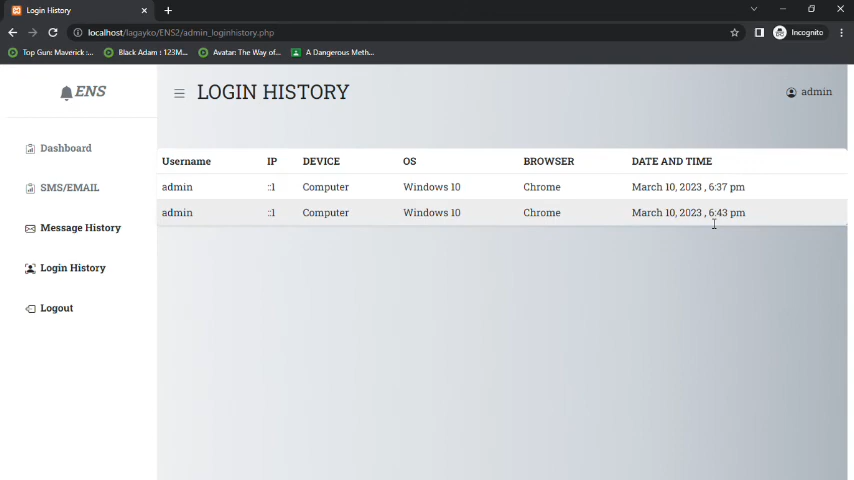 Login History
localhost/lagayko/ENS2/admin_loginhistory.php
Incognito
Top Gun: Maverick :... Black Adam : 123M... Avatar: The Way of... A Dangerous Meth...
ENS
LOGIN HISTORY
admin
Dashboard
SMS/EMAIL
Message History
Login History
Logout
Username IP DEVICE OS BROWSER DATE AND TIME
admin ::1 Computer Windows 10 Chrome March 10, 2023 , 6:37 pm
admin ::1 Computer Windows 10 Chrome March 10, 2023 , 6:43 pm